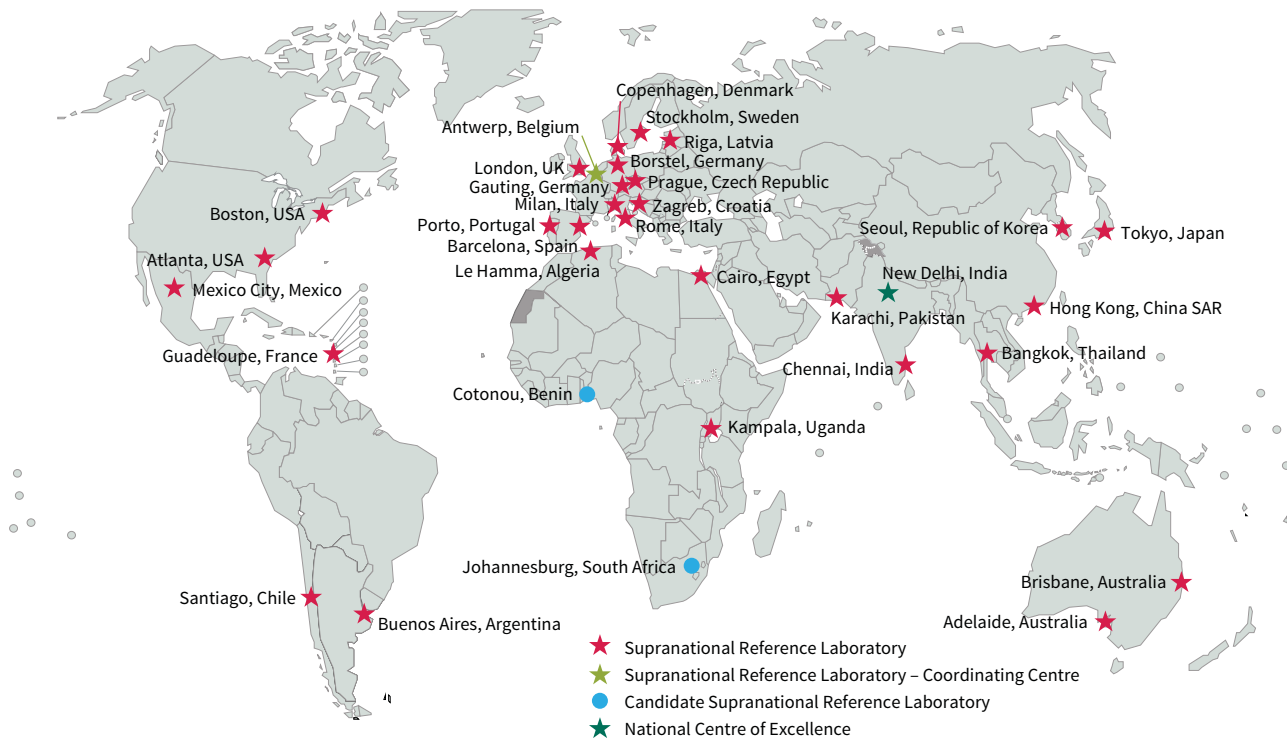 Copenhagen, Denmark
Stockholm, Sweden
Antwerp, Belgium
Riga, Latvia
London, UK
Borstel, Germany
Gauting, Germany
Prague, Czech Republic
Milan, Italy
Zagreb, Croatia
Boston, USA
Porto, Portugal
Rome, Italy
Seoul, Republic of Korea
Tokyo, Japan
Barcelona, Spain
Atlanta, USA
Le Hamma, Algeria
Cairo, Egypt
New Delhi, India
Mexico City, Mexico
Hong Kong, China SAR
Karachi, Pakistan
Guadeloupe, France
Bangkok, Thailand
Chennai, India
Cotonou, Benin
Kampala, Uganda
Johannesburg, South Africa
Brisbane, Australia
Santiago, Chile
Buenos Aires, Argentina
Adelaide, Australia
Supranational Reference Laboratory
Supranational Reference Laboratory – Coordinating Centre
Candidate Supranational Reference Laboratory
National Centre of Excellence